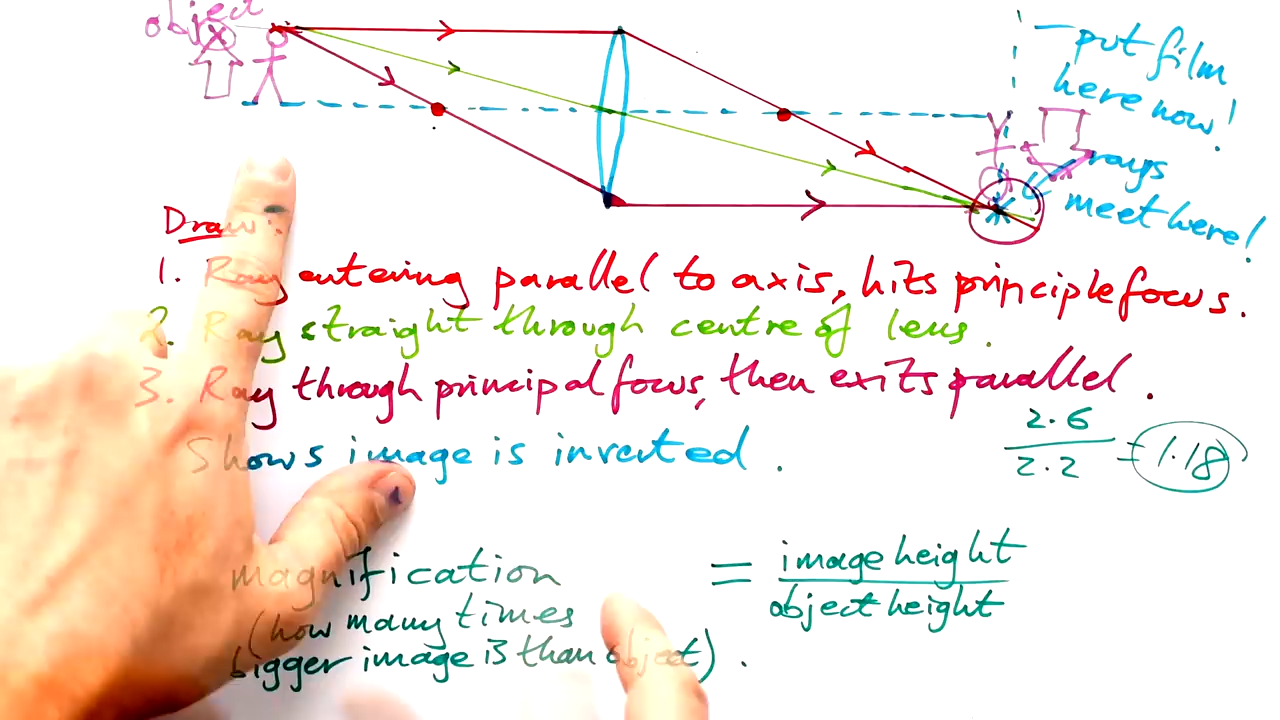 object
put film
here now!
rays
meet here!
Draw:
1. Ray entering parallel to axis, hits principle focus.
2. Ray straight through centre of lens.
3. Ray through principal focus, then exits parallel.
Shows image is inverted.
2.6
2.2
= 1.18
magnification
= image height
object height
(how many times
bigger image is than object).